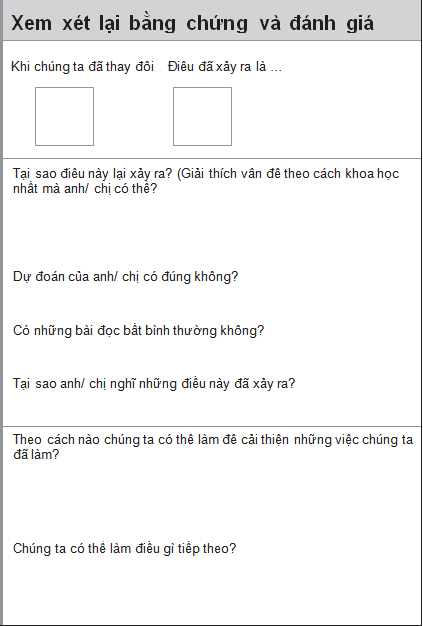 Xem xét lại bằng chứng và đánh giá
Khi chúng ta đã thay đổi Điều đã xảy ra là ...
Tại sao điều này lại xảy ra? (Giải thích vấn đề theo cách khoa học
nhất mà anh/ chị có thể?
Dự đoán của anh/ chị có đúng không?
Có những bài đọc bất bình thường không?
Tại sao anh/ chị nghĩ những điều này đã xảy ra?
Theo cách nào chúng ta có thể làm để cải thiện những việc chúng ta
đã làm?
Chúng ta có thể làm điều gì tiếp theo?